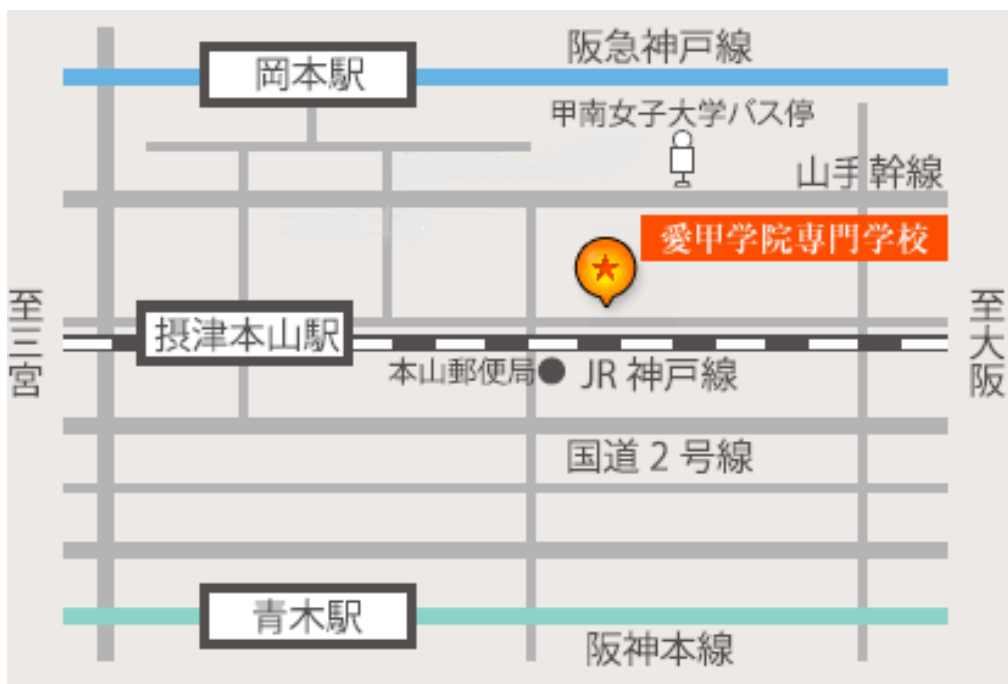 阪急神戸線
岡本駅
甲南女子大学バス停
山手幹線
愛甲学院専門学校
至三宮
摂津本山駅
至大阪
本山郵便局
JR 神戸線
国道 2 号線
青木駅
阪神本線